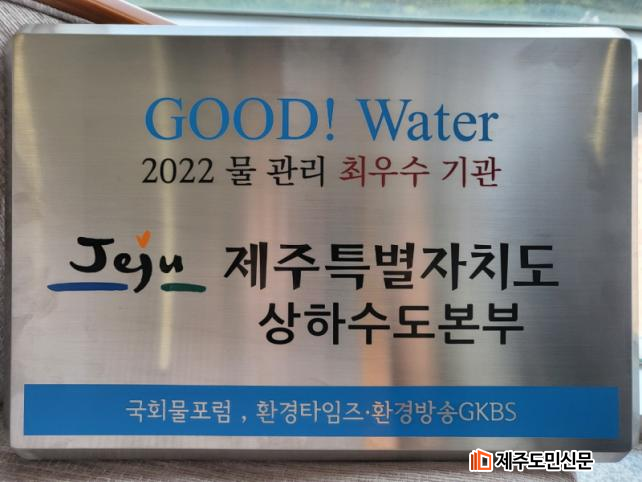 GOOD! Water
2022 물 관리 최우수 기관
Jeju 제주특별자치도
상하수도본부
국회물포럼 , 환경타임즈·환경방송GKBS
제주도민신문